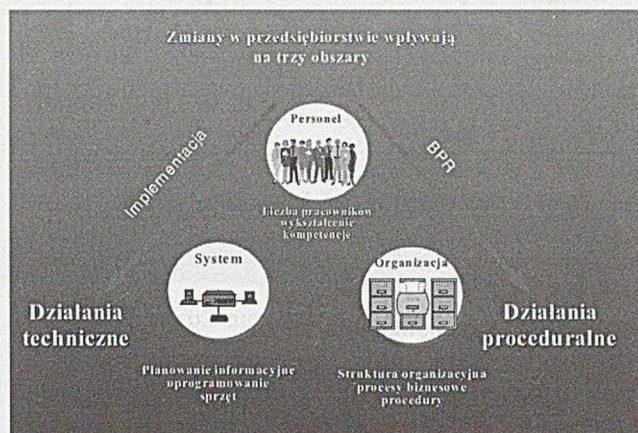 Zmiany w przedsiębiorstwie wpływają
na trzy obszary
Implementacja
Personel
BPR
Liczba pracowników
wykształcenie
kompetencje
System
Organizacja
Działania
techniczne
Działania
proceduralne
Planowanie informacyjne
oprogramowanie
sprzęt
Struktura organizacyjna
procesy biznesowe
procedury